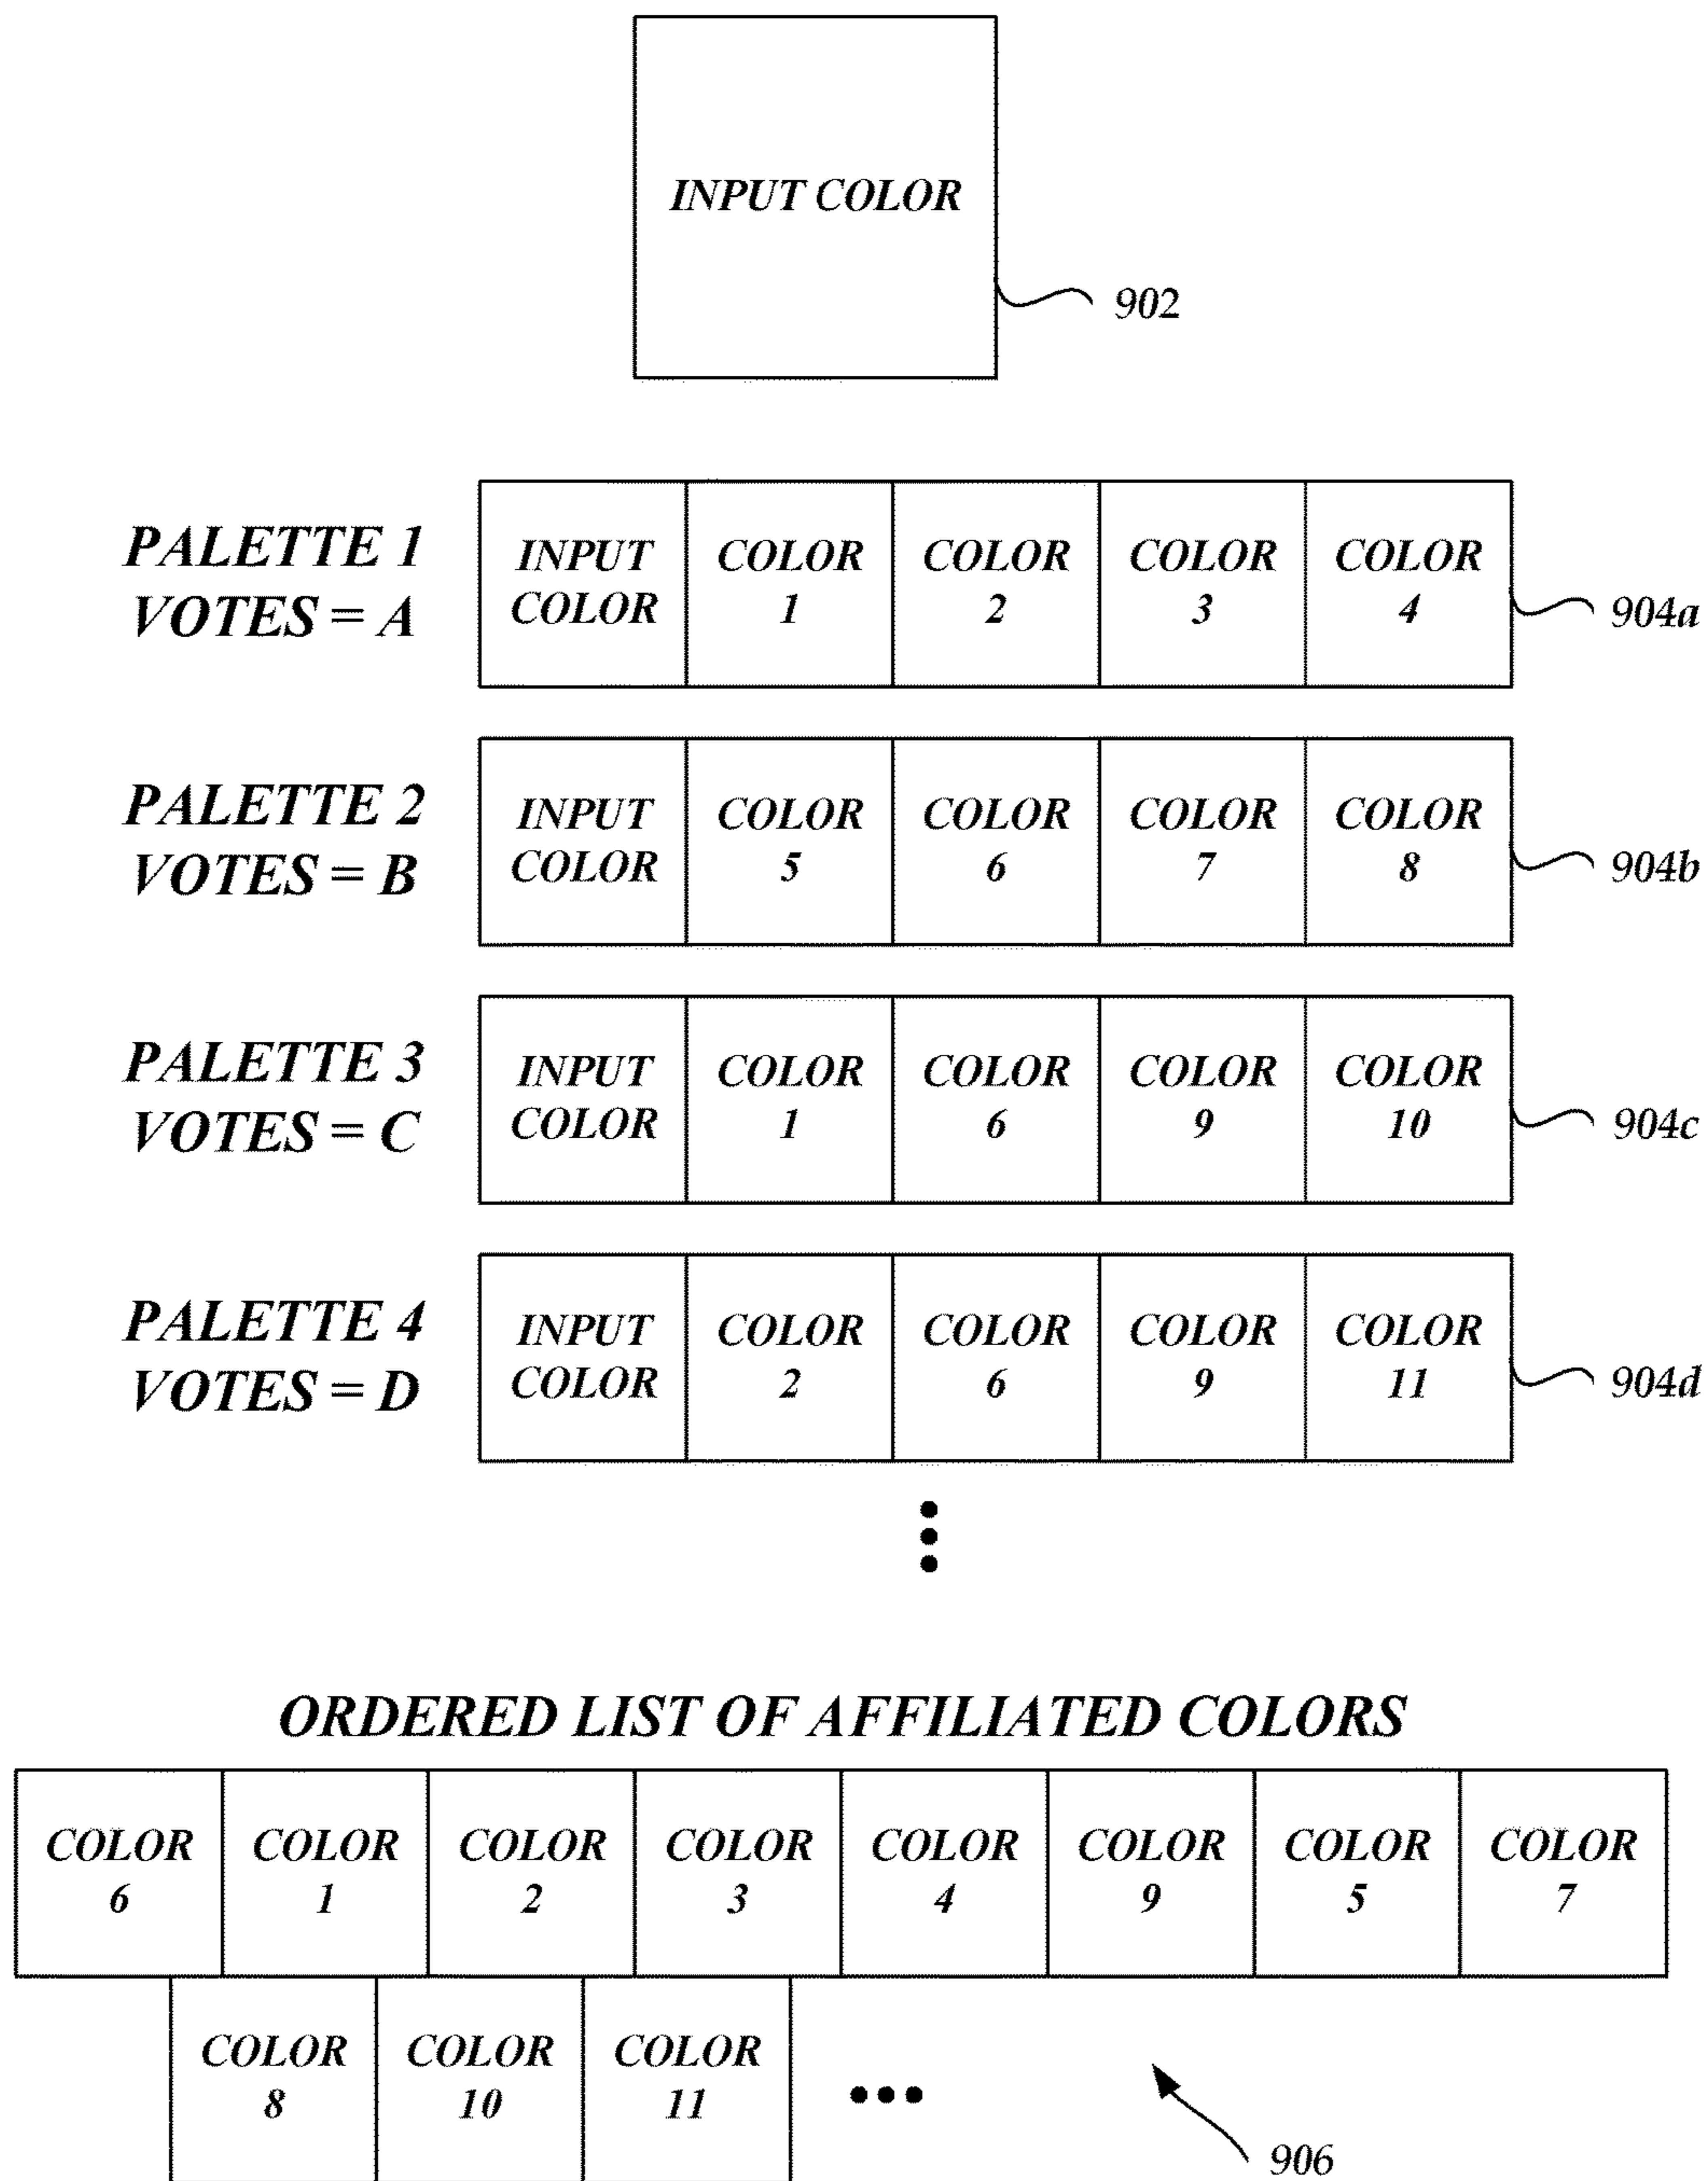 INPUT COLOR
902
PALETTE 1
VOTES = A
INPUT COLOR
COLOR 1
COLOR 2
COLOR 3
COLOR 4
904a
PALETTE 2
VOTES = B
INPUT COLOR
COLOR 5
COLOR 6
COLOR 7
COLOR 8
904b
PALETTE 3
VOTES = C
INPUT COLOR
COLOR 1
COLOR 6
COLOR 9
COLOR 10
904c
PALETTE 4
VOTES = D
INPUT COLOR
COLOR 2
COLOR 6
COLOR 9
COLOR 11
904d
ORDERED LIST OF AFFILIATED COLORS
COLOR 6
COLOR 1
COLOR 2
COLOR 3
COLOR 4
COLOR 9
COLOR 5
COLOR 7
COLOR 8
COLOR 10
COLOR 11
906